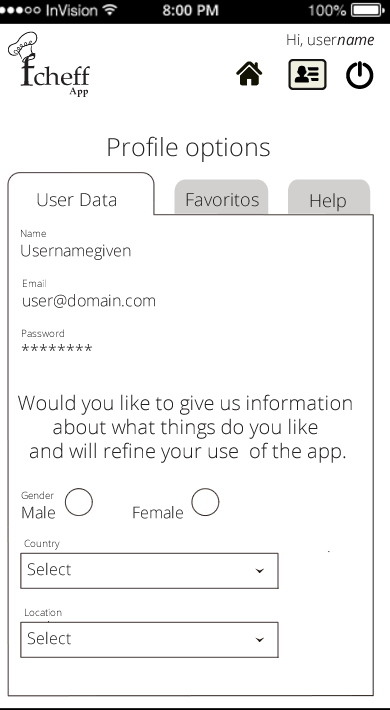 InVision 8:00 PM 100%
Hi, username
fcheff
App
Profile options
User Data Favoritos Help
Name
Usernamegiven
Email
user@domain.com
Password
********
Would you like to give us information
about what things do you like
and will refine your use of the app.
Gender
Male Female
Country
Select
Location
Select